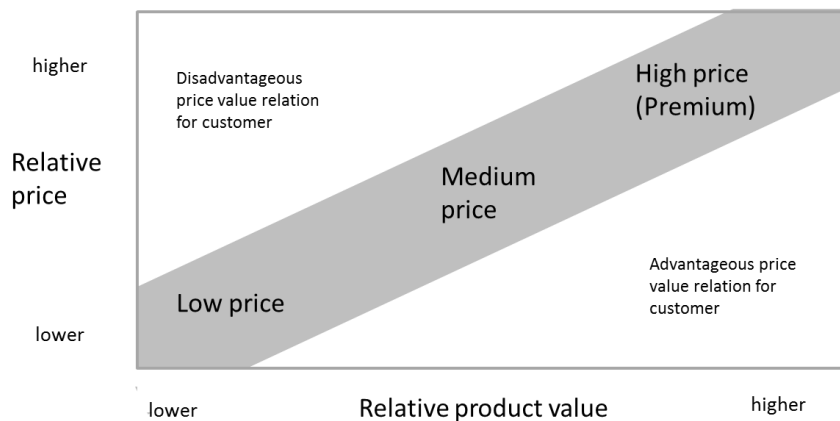 higher
Disadvantageous
price value relation
for customer
High price
(Premium)
Relative
price
Medium
price
Advantageous price
value relation for
customer
Low price
lower
lower
Relative product value
higher